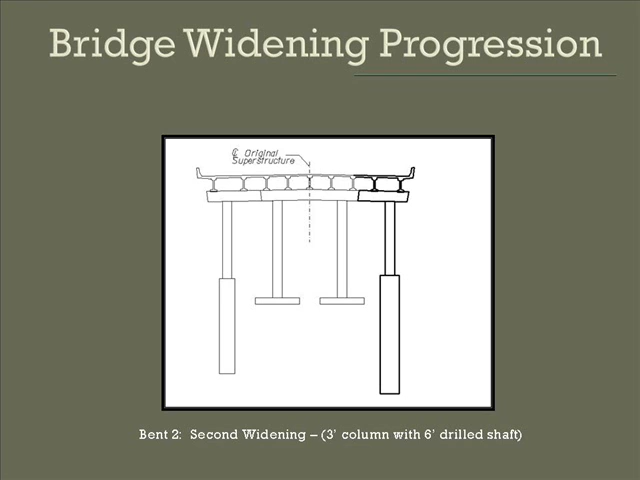 Bridge Widening Progression
℄ Original
Superstructure
Bent 2: Second Widening – (3' column with 6' drilled shaft)